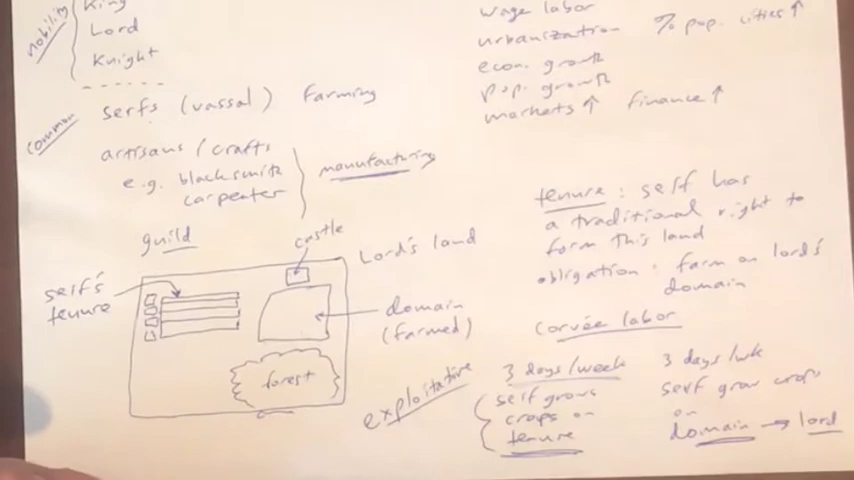 nobility
King
Lord
Knight
common
serfs (vassal) farming
artisans / crafts
e.g. blacksmith
carpenter
manufacturing
guild
castle
Lord's land
serf's
tenure
domain
(farmed)
forest
exploitative
wage labor
urbanization % pop. cities ↑
econ. growth
pop. growth
markets ↑ finance ↑
tenure : serf has
a traditional right to
farm this land
obligation : farm on lord's
domain
corvée labor
3 days/week
serf grows
crops on
tenure
3 days/wk
serf grow crops
on
domain → lord